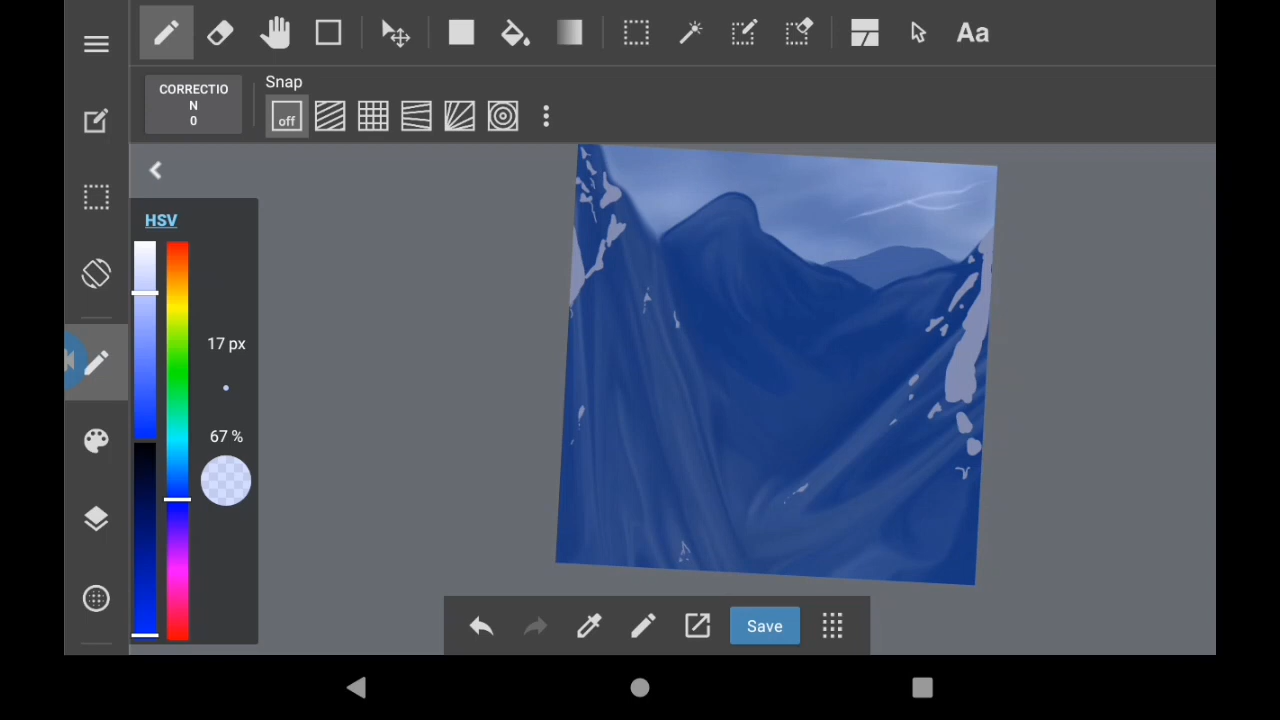 Aa
CORRECTIO
N
0
Snap
off
HSV
17 px
67 %
Save